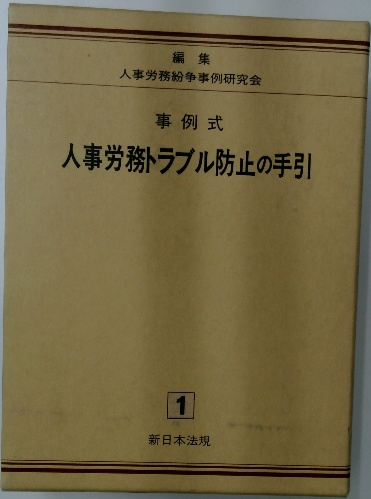 編集
人事労務紛争事例研究会
事例式
人事労務トラブル防止の手引
1
新日本法規